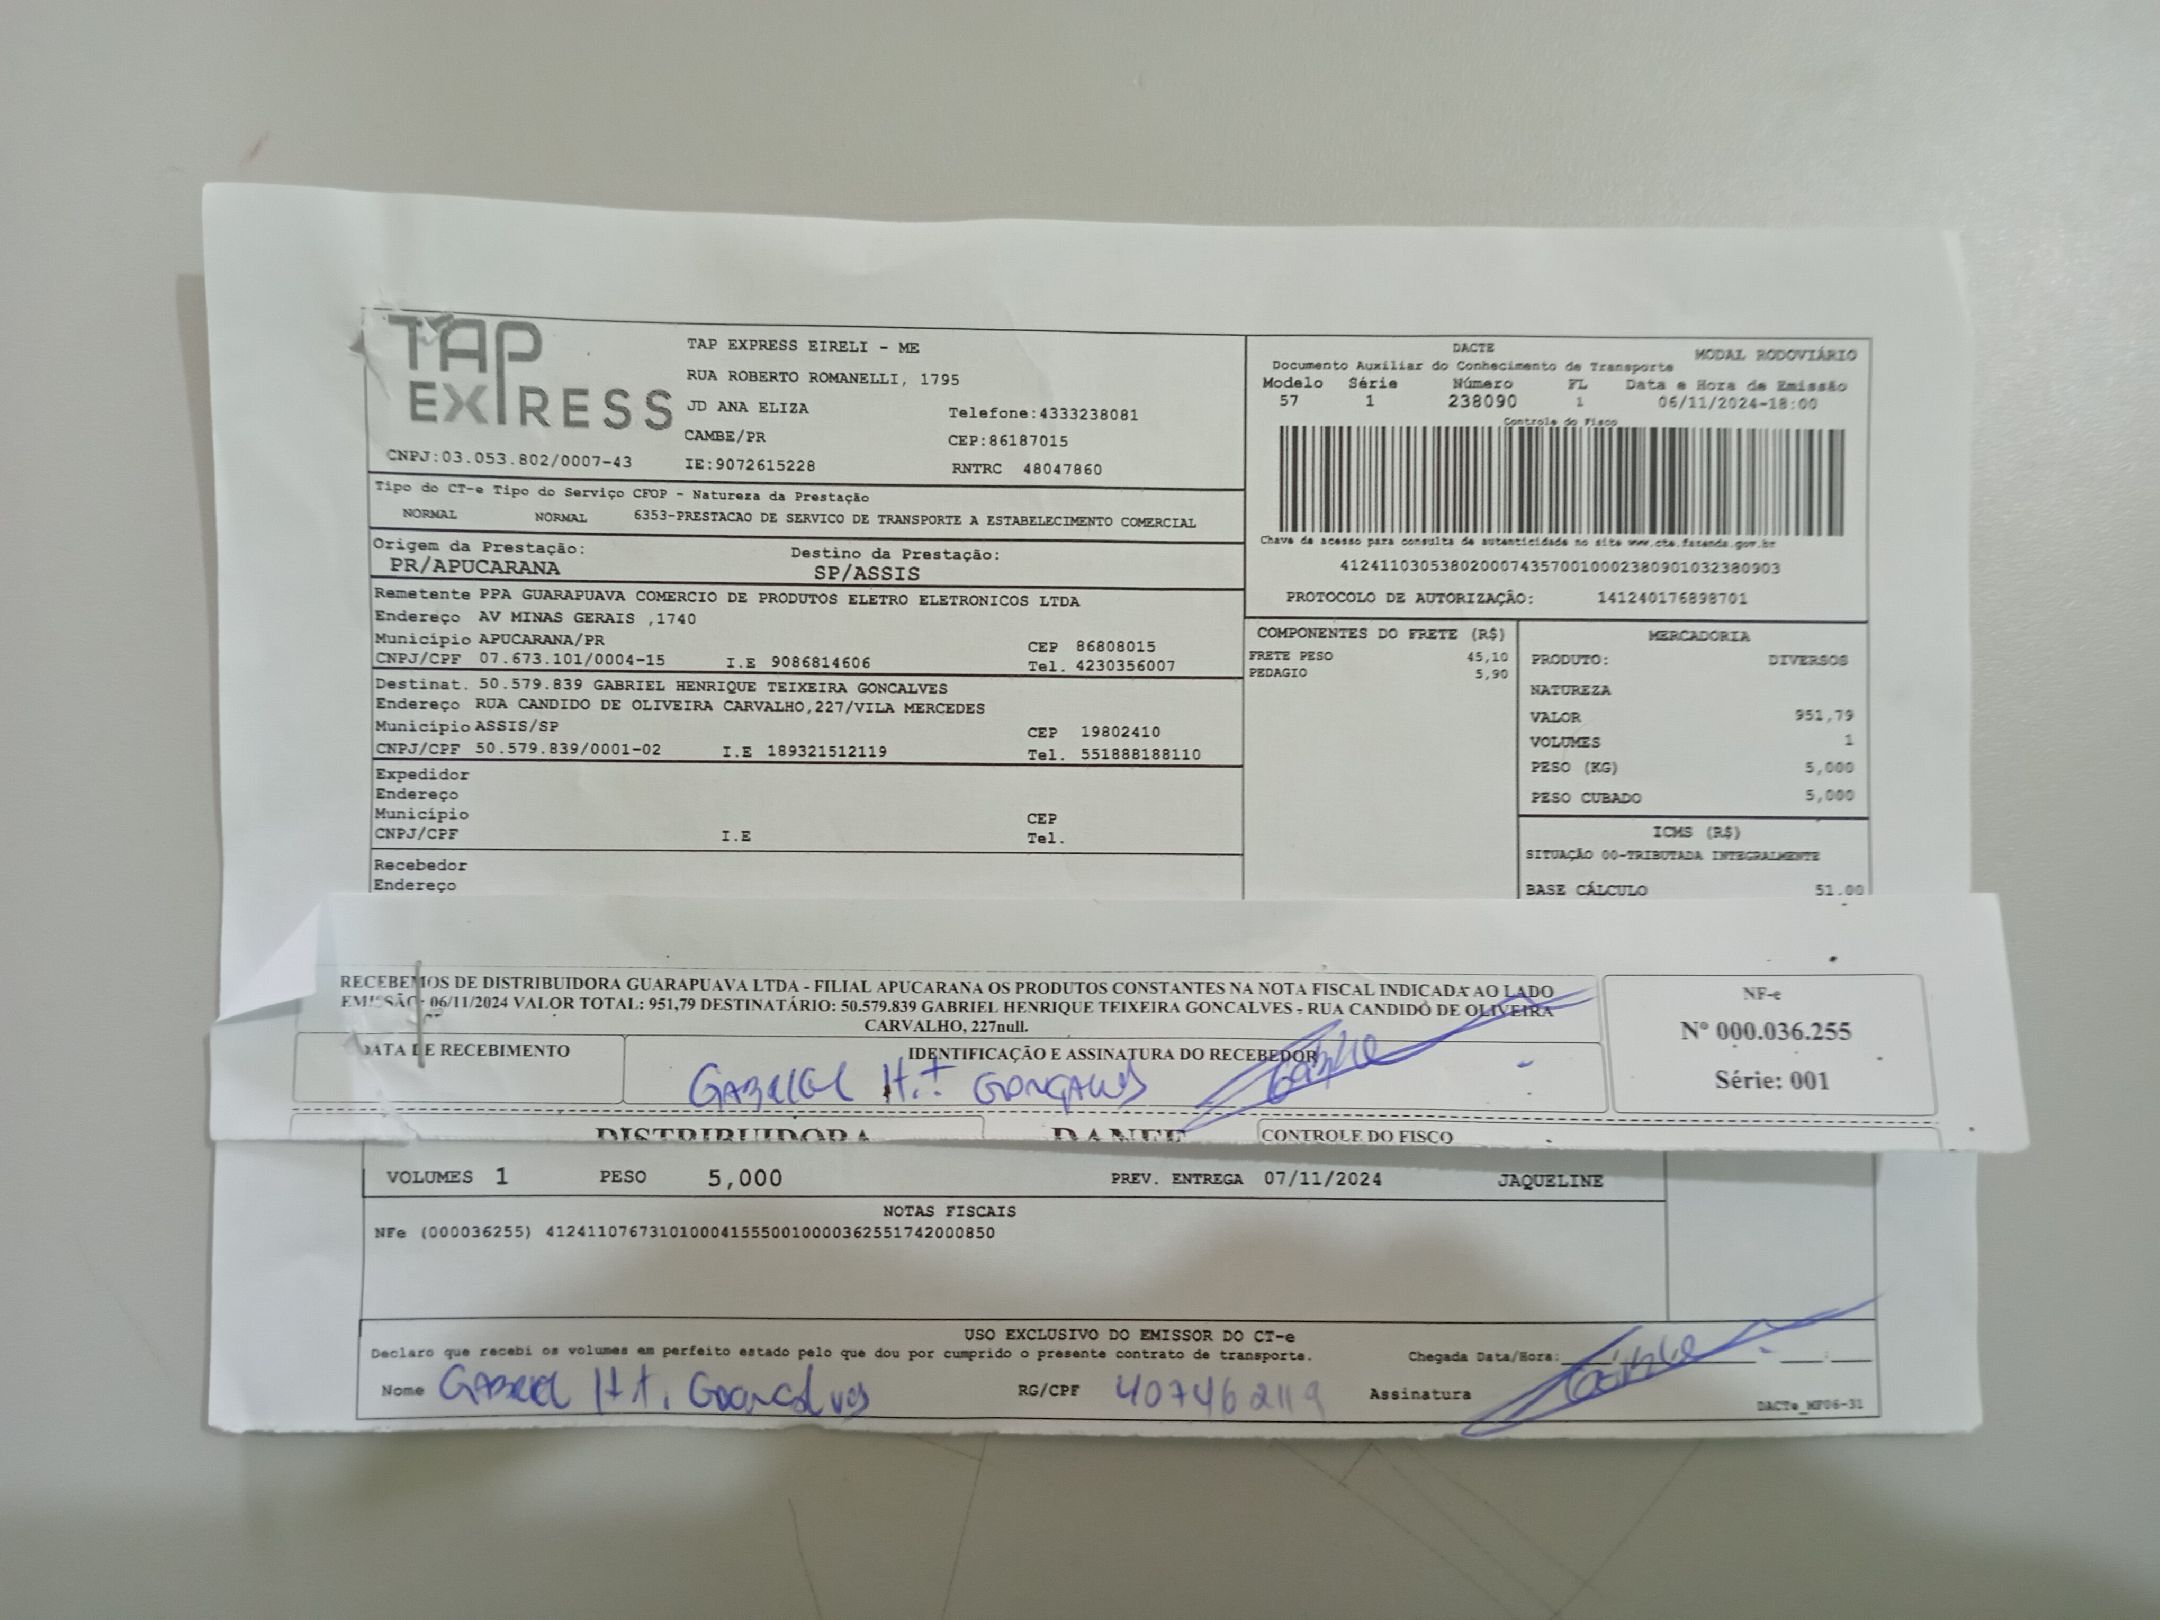 TAP EXPRESS
CNPJ:03.053.802/0007-43
TAP EXPRESS EIRELI - ME
RUA ROBERTO ROMANELLI, 1795
JD ANA ELIZA Telefone:4333238081
CAMBE/PR CEP:86187015
IE:9072615228 RNTRC 48047860
DACTE MODAL RODOVIÁRIO
Documento Auxiliar do Conhecimento de Transporte
Modelo Série Número FL Data e Hora de Emissão
57 1 238090 1 06/11/2024-18:00
Controle do Fisco
Chave de acesso para consulta de autenticidade no site www.cte.fazenda.gov.br
41241103053802000743570010002380901032380903
PROTOCOLO DE AUTORIZAÇÃO: 141240176898701
Tipo do CT-e Tipo do Serviço CFOP - Natureza da Prestação
NORMAL NORMAL 6353-PRESTACAO DE SERVICO DE TRANSPORTE A ESTABELECIMENTO COMERCIAL
Origem da Prestação: Destino da Prestação:
PR/APUCARANA SP/ASSIS
Remetente PPA GUARAPUAVA COMERCIO DE PRODUTOS ELETRO ELETRONICOS LTDA
Endereço AV MINAS GERAIS ,1740
Município APUCARANA/PR CEP 86808015
CNPJ/CPF 07.673.101/0004-15 I.E 9086814606 Tel. 4230356007
Destinat. 50.579.839 GABRIEL HENRIQUE TEIXEIRA GONCALVES
Endereço RUA CANDIDO DE OLIVEIRA CARVALHO,227/VILA MERCEDES
Município ASSIS/SP CEP 19802410
CNPJ/CPF 50.579.839/0001-02 I.E 189321512119 Tel. 551888188110
Expedidor
Endereço
Município CEP
CNPJ/CPF I.E Tel.
Recebedor
Endereço
COMPONENTES DO FRETE (R$)
FRETE PESO 45,10
PEDAGIO 5,90
MERCADORIA
PRODUTO: DIVERSOS
NATUREZA
VALOR 951,79
VOLUMES 1
PESO (KG) 5,000
PESO CUBADO 5,000
ICMS (R$)
SITUAÇÃO 00-TRIBUTADA INTEGRALMENTE
BASE CÁLCULO 51.00
RECEBEMOS DE DISTRIBUIDORA GUARAPUAVA LTDA - FILIAL APUCARANA OS PRODUTOS CONSTANTES NA NOTA FISCAL INDICADA AO LADO
EMISSÃO: 06/11/2024 VALOR TOTAL: 951,79 DESTINATÁRIO: 50.579.839 GABRIEL HENRIQUE TEIXEIRA GONCALVES - RUA CANDIDO DE OLIVEIRA
CARVALHO, 227null.
DATA DE RECEBIMENTO IDENTIFICAÇÃO E ASSINATURA DO RECEBEDOR
GABRIEL H.T GONÇALVES
NF-e
Nº 000.036.255
Série: 001
DISTRIBUIDORA DANFE CONTROLE DO FISCO
VOLUMES 1 PESO 5,000 PREV. ENTREGA 07/11/2024 JAQUELINE
NOTAS FISCAIS
NFe (000036255) 41241107673101000415550010000362551742000850
USO EXCLUSIVO DO EMISSOR DO CT-e
Declaro que recebi os volumes em perfeito estado pelo que dou por cumprido o presente contrato de transporte. Chegada Data/Hora:
Nome GABRIEL H.T. GONCALVES RG/CPF 407462119 Assinatura
DACTe_MF06-31